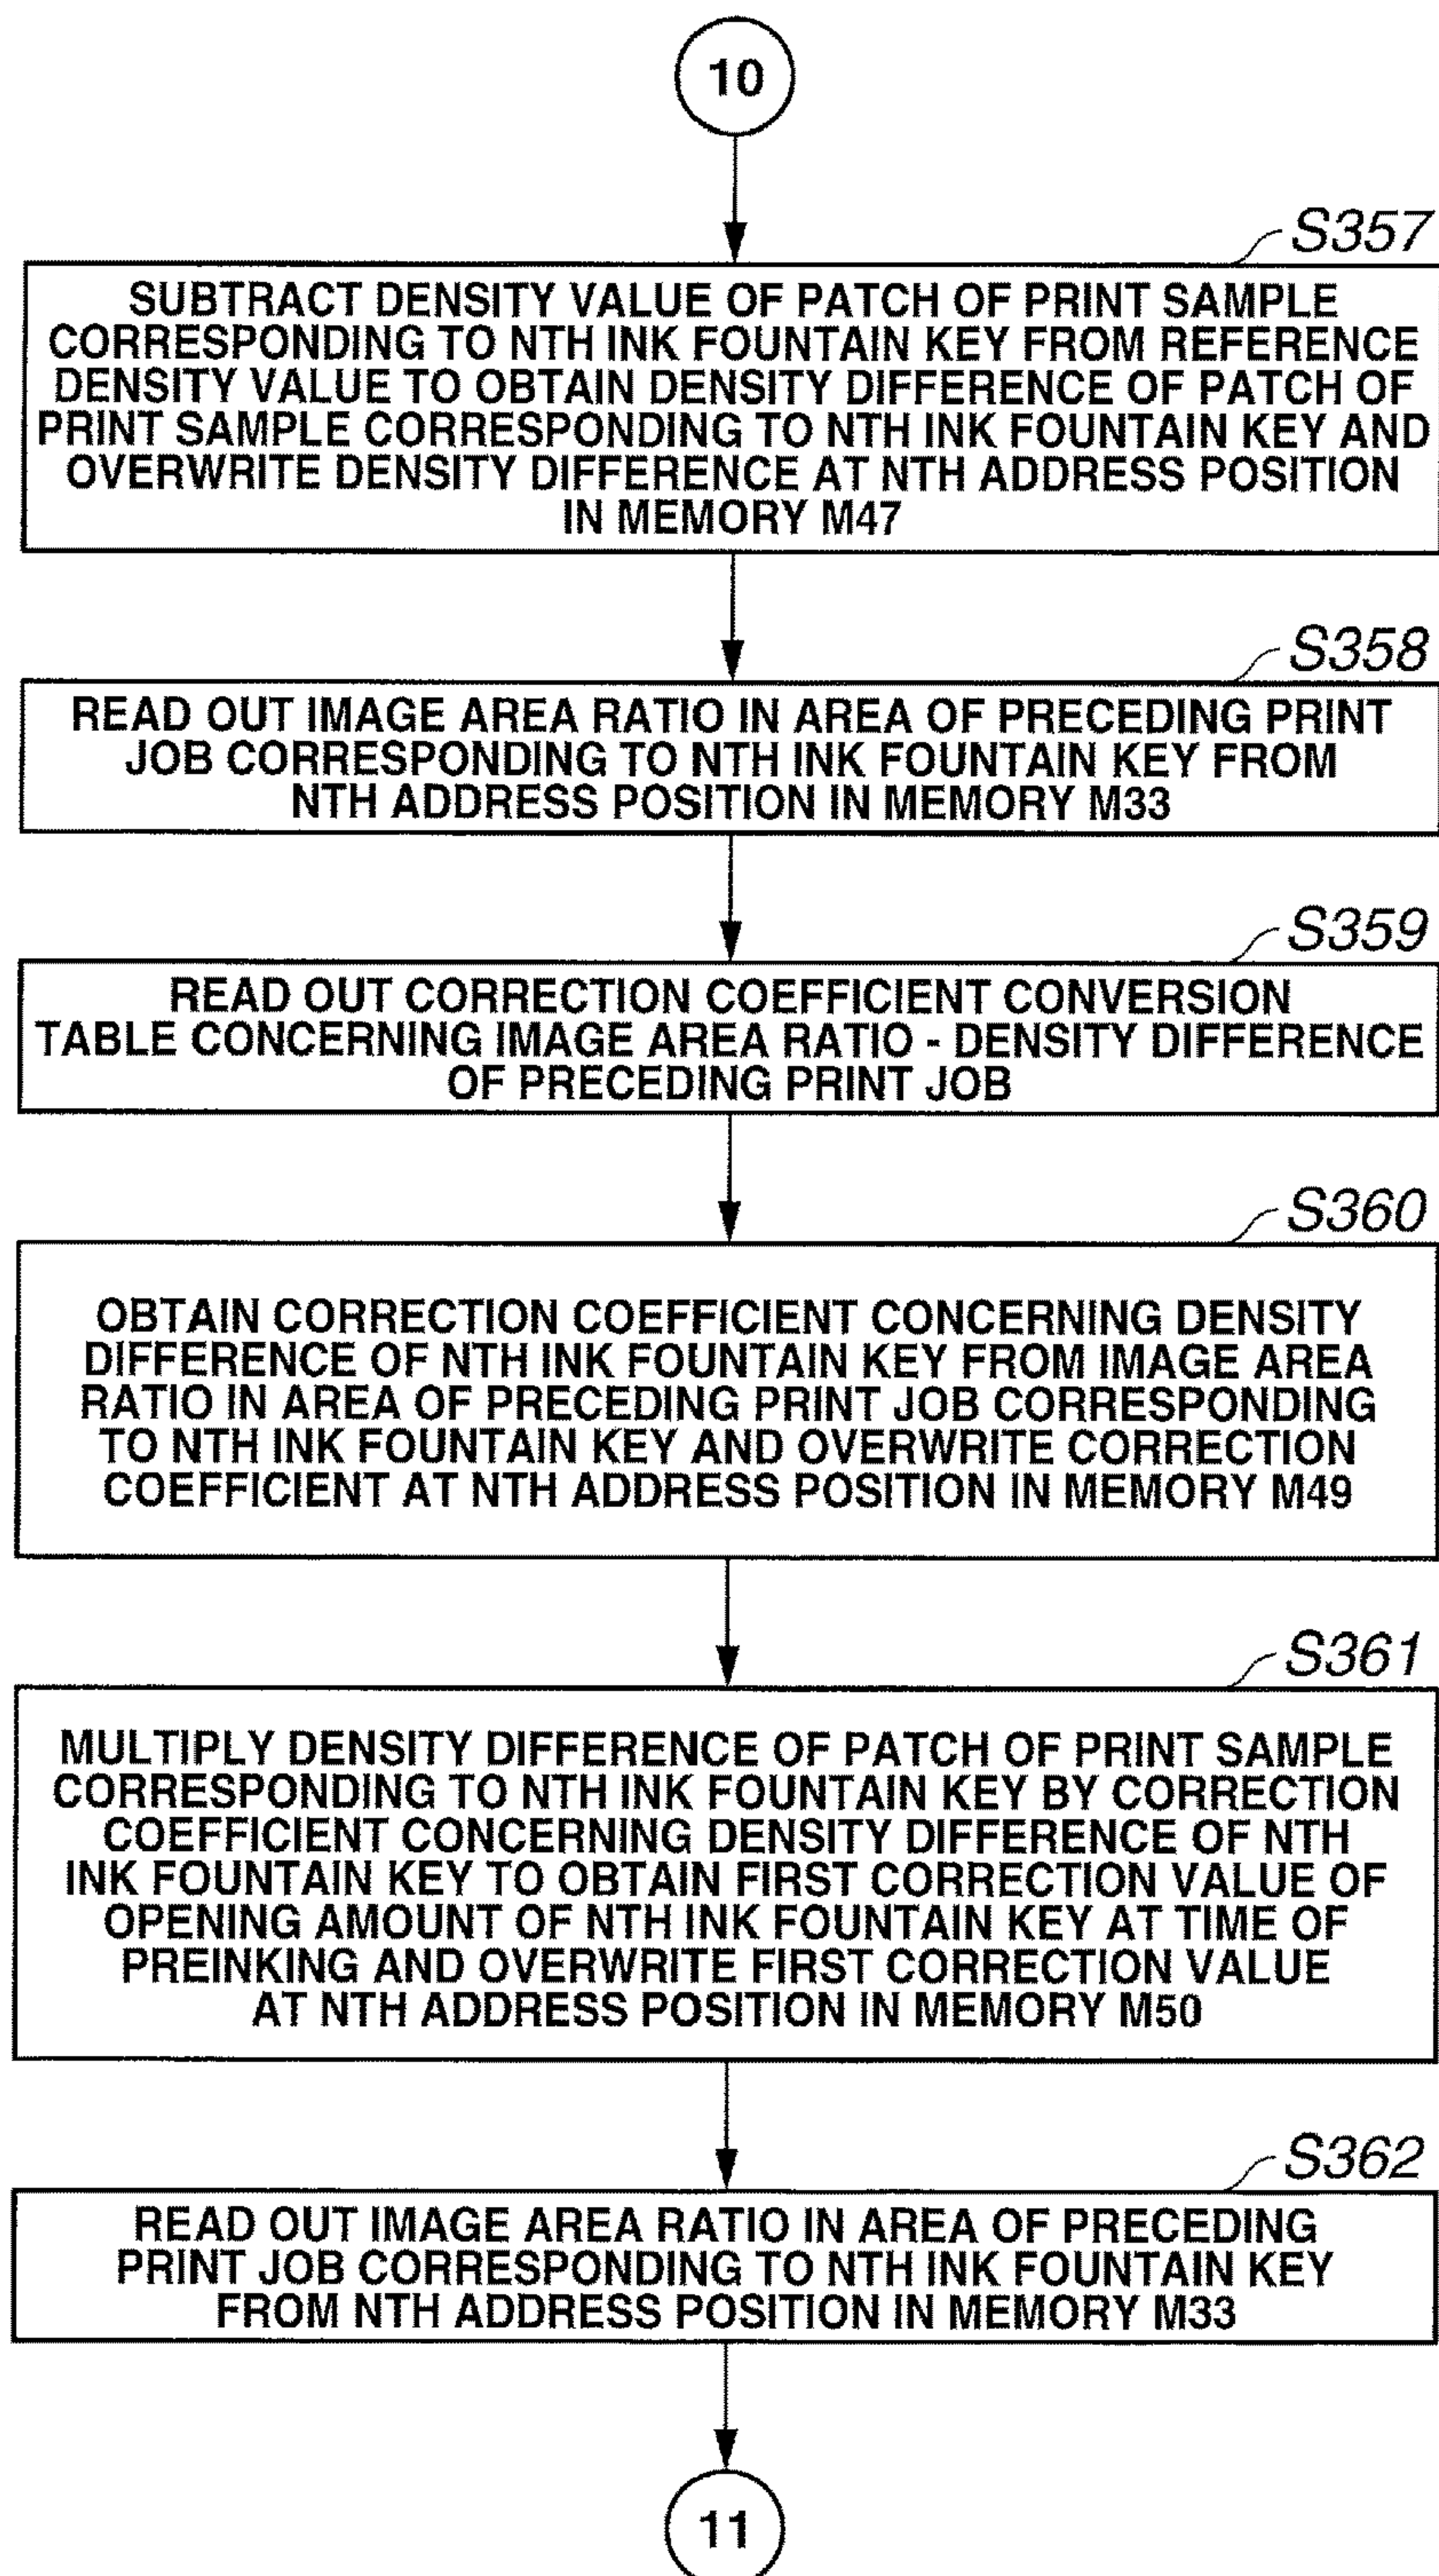 10
S357
SUBTRACT DENSITY VALUE OF PATCH OF PRINT SAMPLE
CORRESPONDING TO NTH INK FOUNTAIN KEY FROM REFERENCE
DENSITY VALUE TO OBTAIN DENSITY DIFFERENCE OF PATCH OF
PRINT SAMPLE CORRESPONDING TO NTH INK FOUNTAIN KEY AND
OVERWRITE DENSITY DIFFERENCE AT NTH ADDRESS POSITION
IN MEMORY M47
S358
READ OUT IMAGE AREA RATIO IN AREA OF PRECEDING PRINT
JOB CORRESPONDING TO NTH INK FOUNTAIN KEY FROM
NTH ADDRESS POSITION IN MEMORY M33
S359
READ OUT CORRECTION COEFFICIENT CONVERSION
TABLE CONCERNING IMAGE AREA RATIO - DENSITY DIFFERENCE
OF PRECEDING PRINT JOB
S360
OBTAIN CORRECTION COEFFICIENT CONCERNING DENSITY
DIFFERENCE OF NTH INK FOUNTAIN KEY FROM IMAGE AREA
RATIO IN AREA OF PRECEDING PRINT JOB CORRESPONDING
TO NTH INK FOUNTAIN KEY AND OVERWRITE CORRECTION
COEFFICIENT AT NTH ADDRESS POSITION IN MEMORY M49
S361
MULTIPLY DENSITY DIFFERENCE OF PATCH OF PRINT SAMPLE
CORRESPONDING TO NTH INK FOUNTAIN KEY BY CORRECTION
COEFFICIENT CONCERNING DENSITY DIFFERENCE OF NTH
INK FOUNTAIN KEY TO OBTAIN FIRST CORRECTION VALUE OF
OPENING AMOUNT OF NTH INK FOUNTAIN KEY AT TIME OF
PREINKING AND OVERWRITE FIRST CORRECTION VALUE
AT NTH ADDRESS POSITION IN MEMORY M50
S362
READ OUT IMAGE AREA RATIO IN AREA OF PRECEDING
PRINT JOB CORRESPONDING TO NTH INK FOUNTAIN KEY
FROM NTH ADDRESS POSITION IN MEMORY M33
11